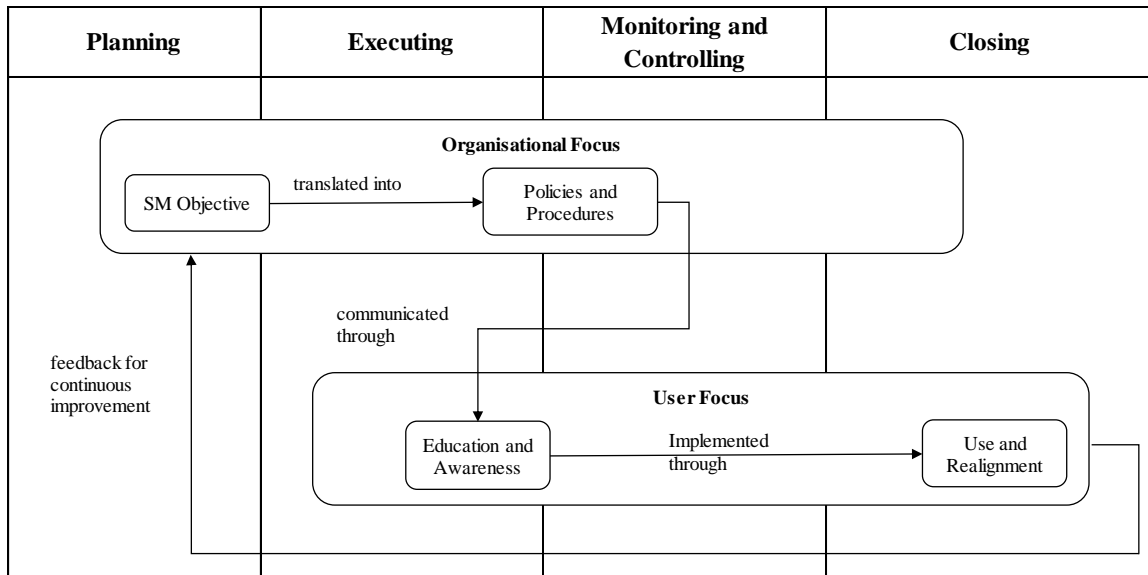 Planning
Executing
Monitoring and
Controlling
Closing
Organisational Focus
SM Objective
translated into
Policies and
Procedures
communicated
through
feedback for
continuous
improvement
User Focus
Education and
Awareness
Implemented
through
Use and
Realignment